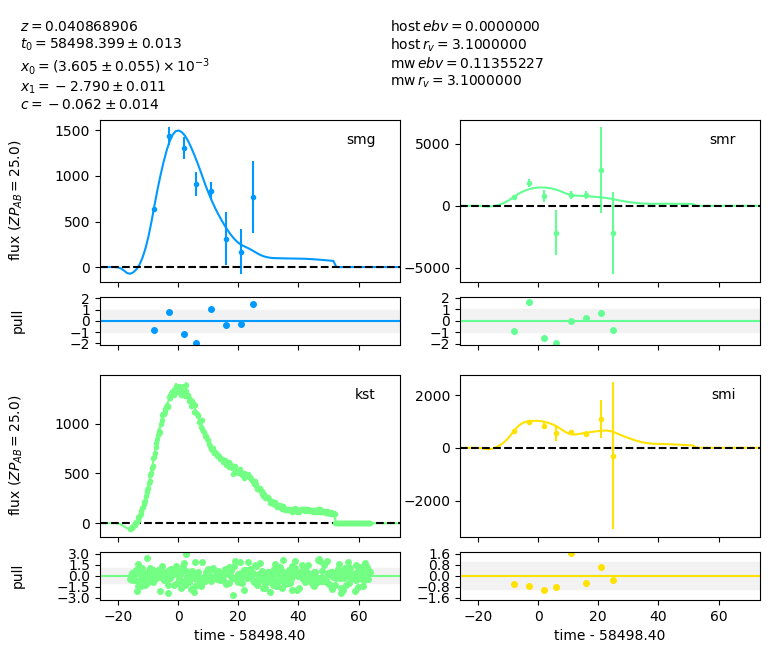 z = 0.040868906
t₀ = 58498.399 ± 0.013
x₀ = (3.605 ± 0.055) × 10⁻³
x₁ = −2.790 ± 0.011
c = −0.062 ± 0.014
host ebv = 0.0000000
host r_v = 3.1000000
mw ebv = 0.11355227
mw r_v = 3.1000000
flux (ZP_AB = 25.0)
1500
1000
500
0
smg
5000
0
−5000
smr
pull
2
1
0
−1
−2
2
1
0
−1
−2
flux (ZP_AB = 25.0)
1000
500
0
kst
2000
0
−2000
smi
pull
3.0
1.5
0.0
−1.5
−3.0
1.6
0.8
0.0
−0.8
−1.6
−20 0 20 40 60
time - 58498.40
−20 0 20 40 60
time - 58498.40